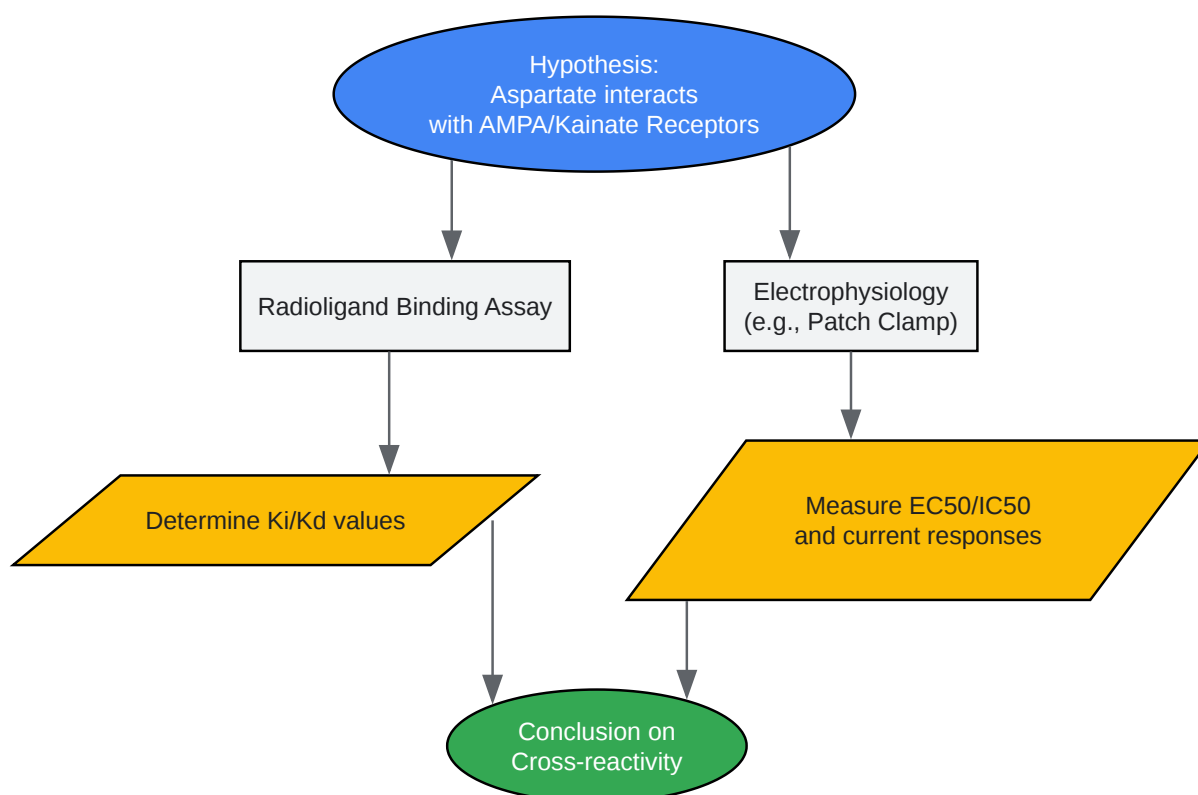 Hypothesis:
Aspartate interacts
with AMPA/Kainate Receptors
Radioligand Binding Assay
Electrophysiology
(e.g., Patch Clamp)
Determine Ki/Kd values
Measure EC50/IC50
and current responses
Conclusion on
Cross-reactivity